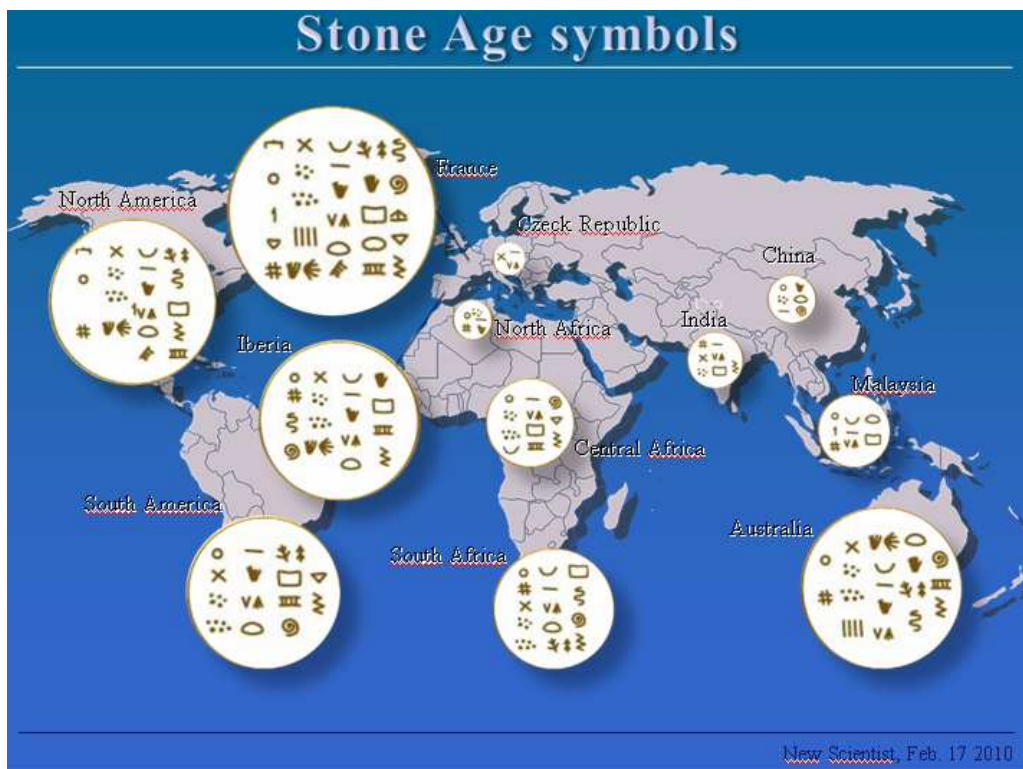 Stone Age symbols
France
North America
Czeck Republic
China
India
North Africa
Iberia
Malaysia
Central Africa
South America
Australia
South Africa
New Scientist, Feb. 17 2010